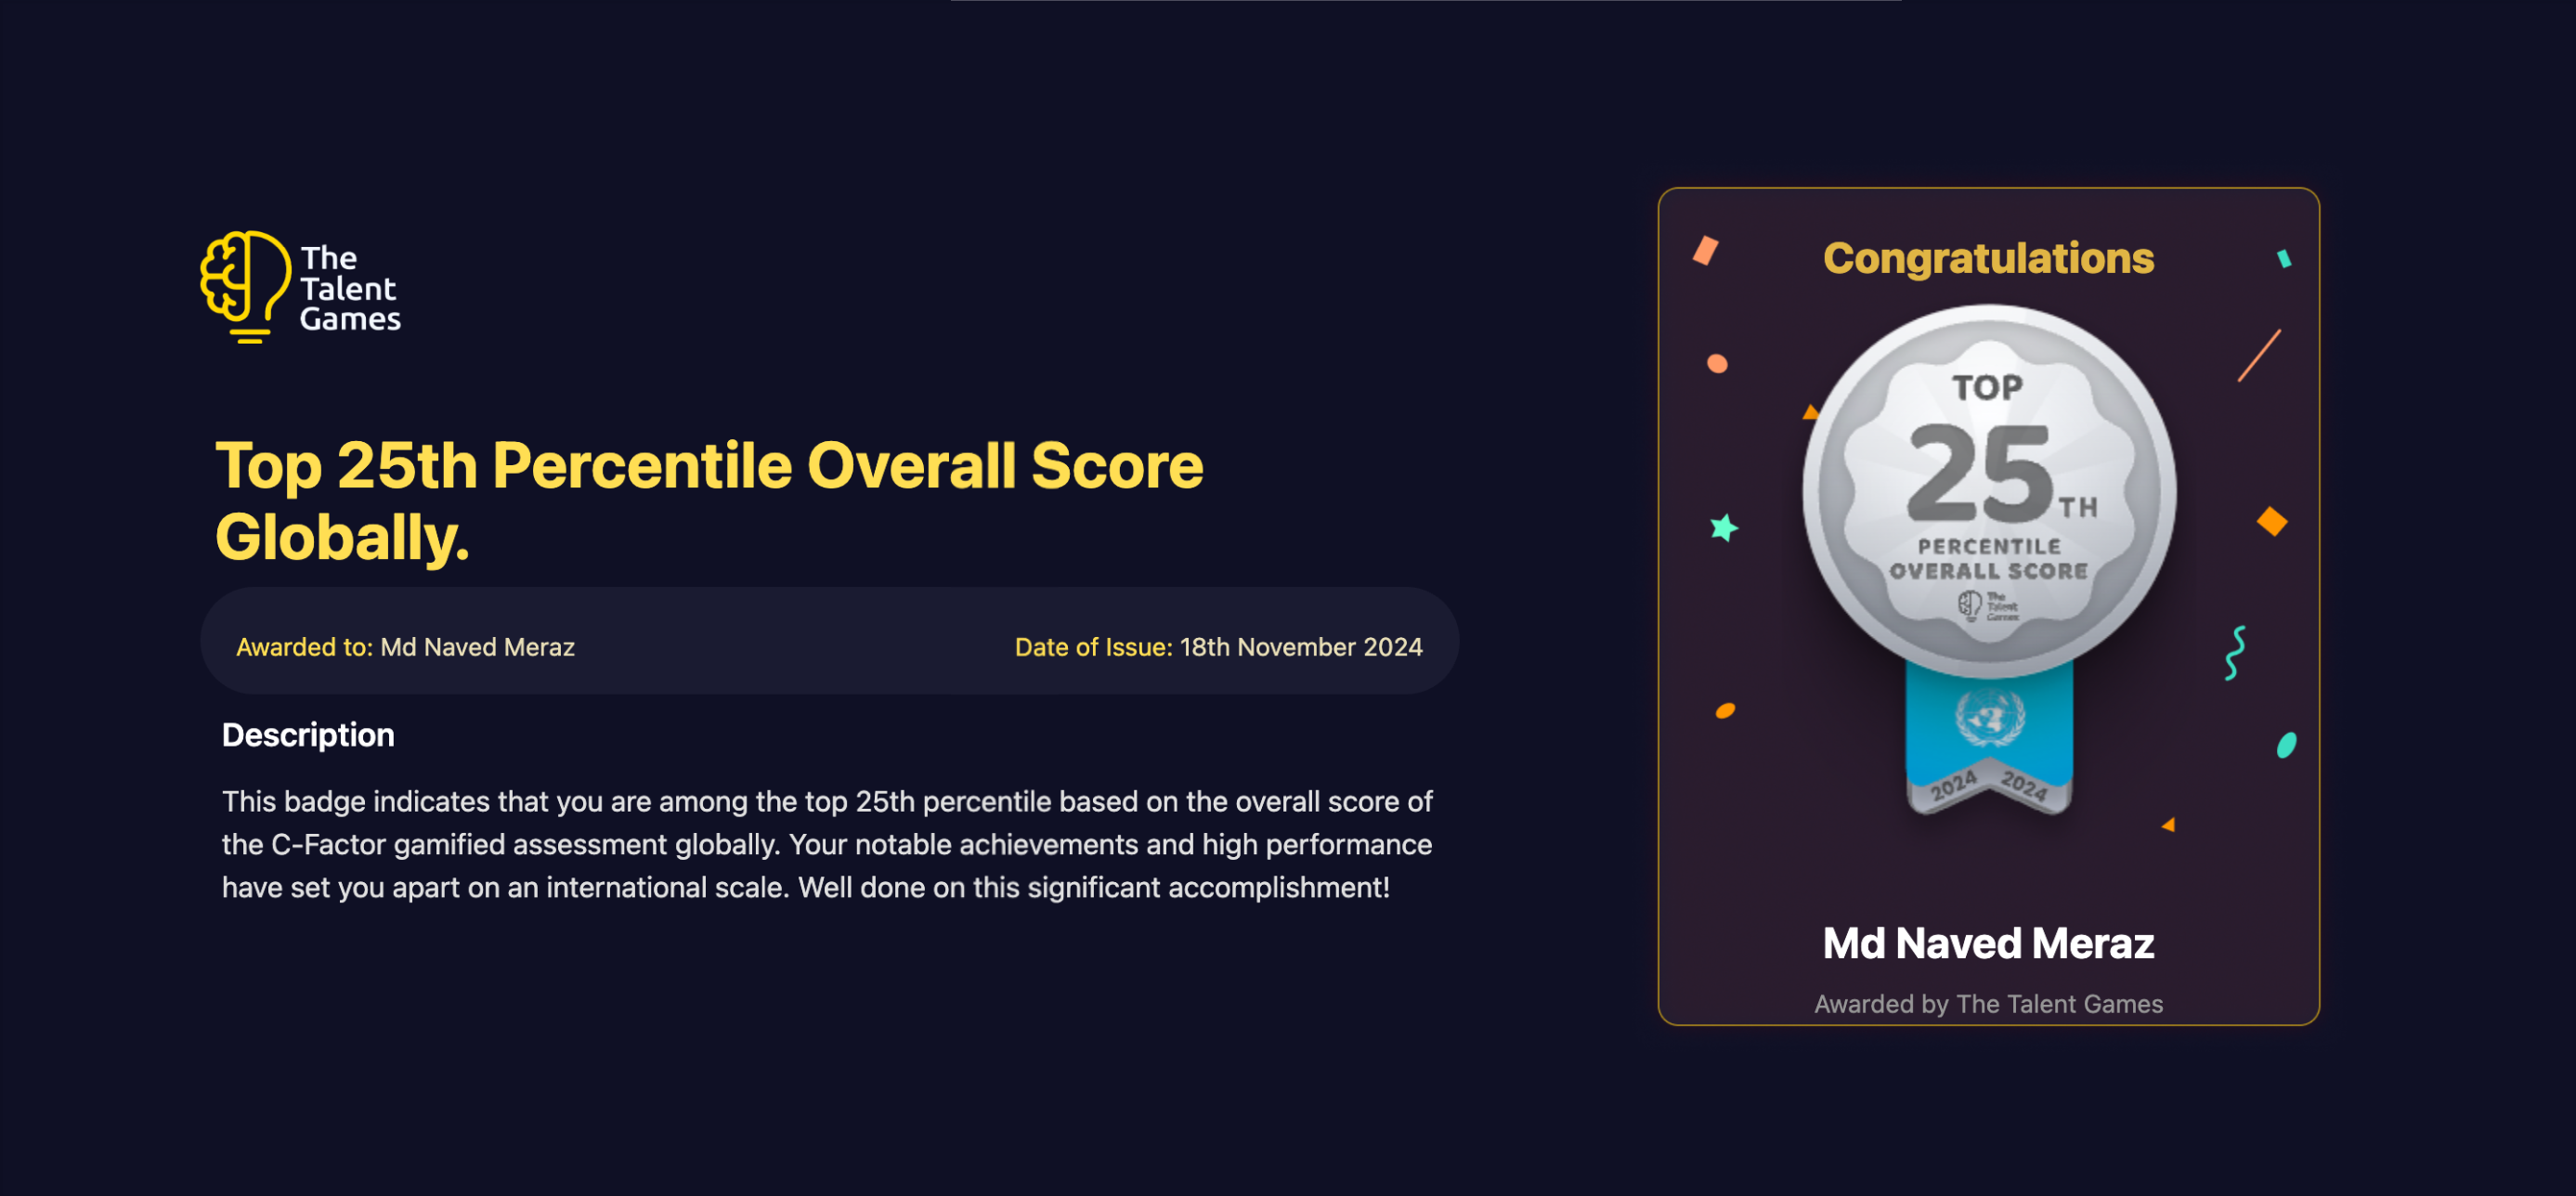 The
Talent
Games
Top 25th Percentile Overall Score
Globally.
Awarded to: Md Naved Meraz
Date of Issue: 18th November 2024
Description
This badge indicates that you are among the top 25th percentile based on the overall score of
the C-Factor gamified assessment globally. Your notable achievements and high performance
have set you apart on an international scale. Well done on this significant accomplishment!
Congratulations
TOP
25TH
PERCENTILE
OVERALL SCORE
The
Talent
Games
2024 2024
Md Naved Meraz
Awarded by The Talent Games